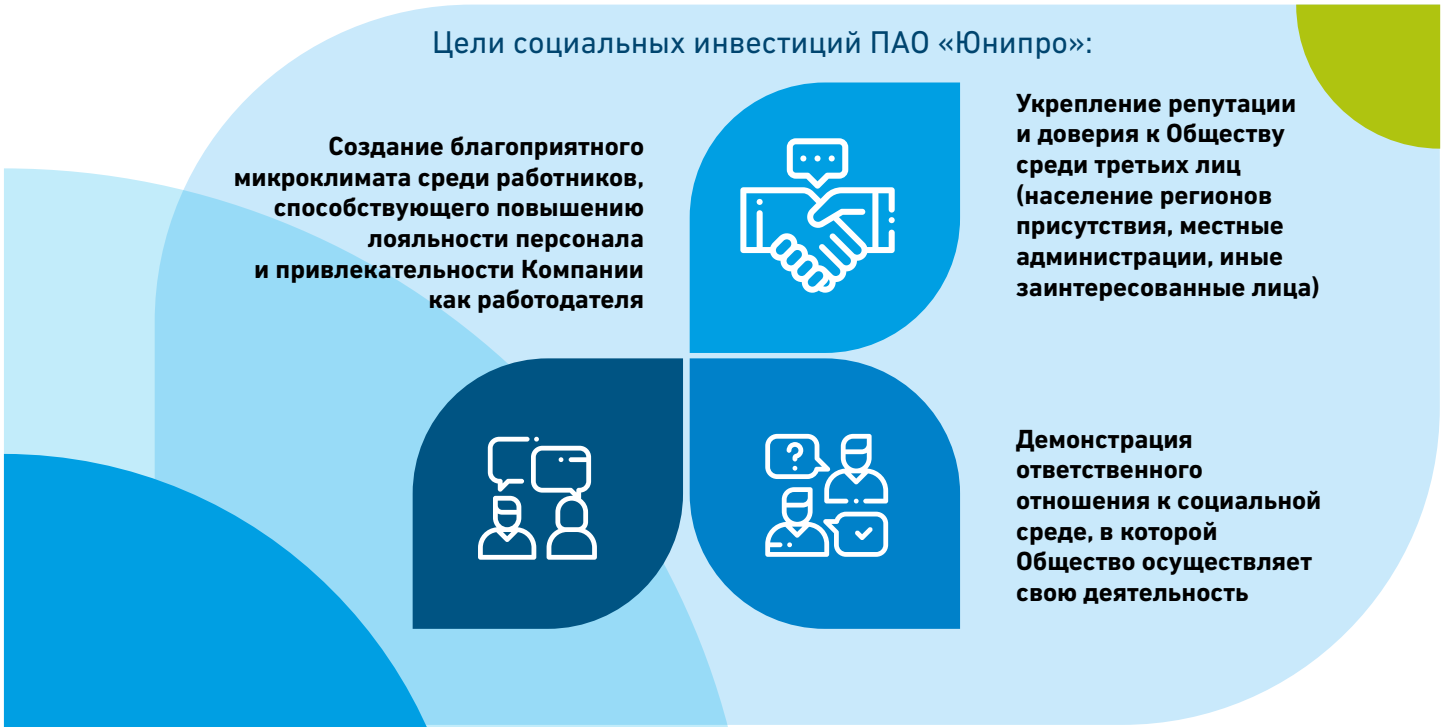 Цели социальных инвестиций ПАО «Юнипро»:
Создание благоприятного
микроклимата среди работников,
способствующего повышению
лояльности персонала
и привлекательности Компании
как работодателя
Укрепление репутации
и доверия к Обществу
среди третьих лиц
(население регионов
присутствия, местные
администрации, иные
заинтересованные лица)
Демонстрация
ответственного
отношения к социальной
среде, в которой
Общество осуществляет
свою деятельность